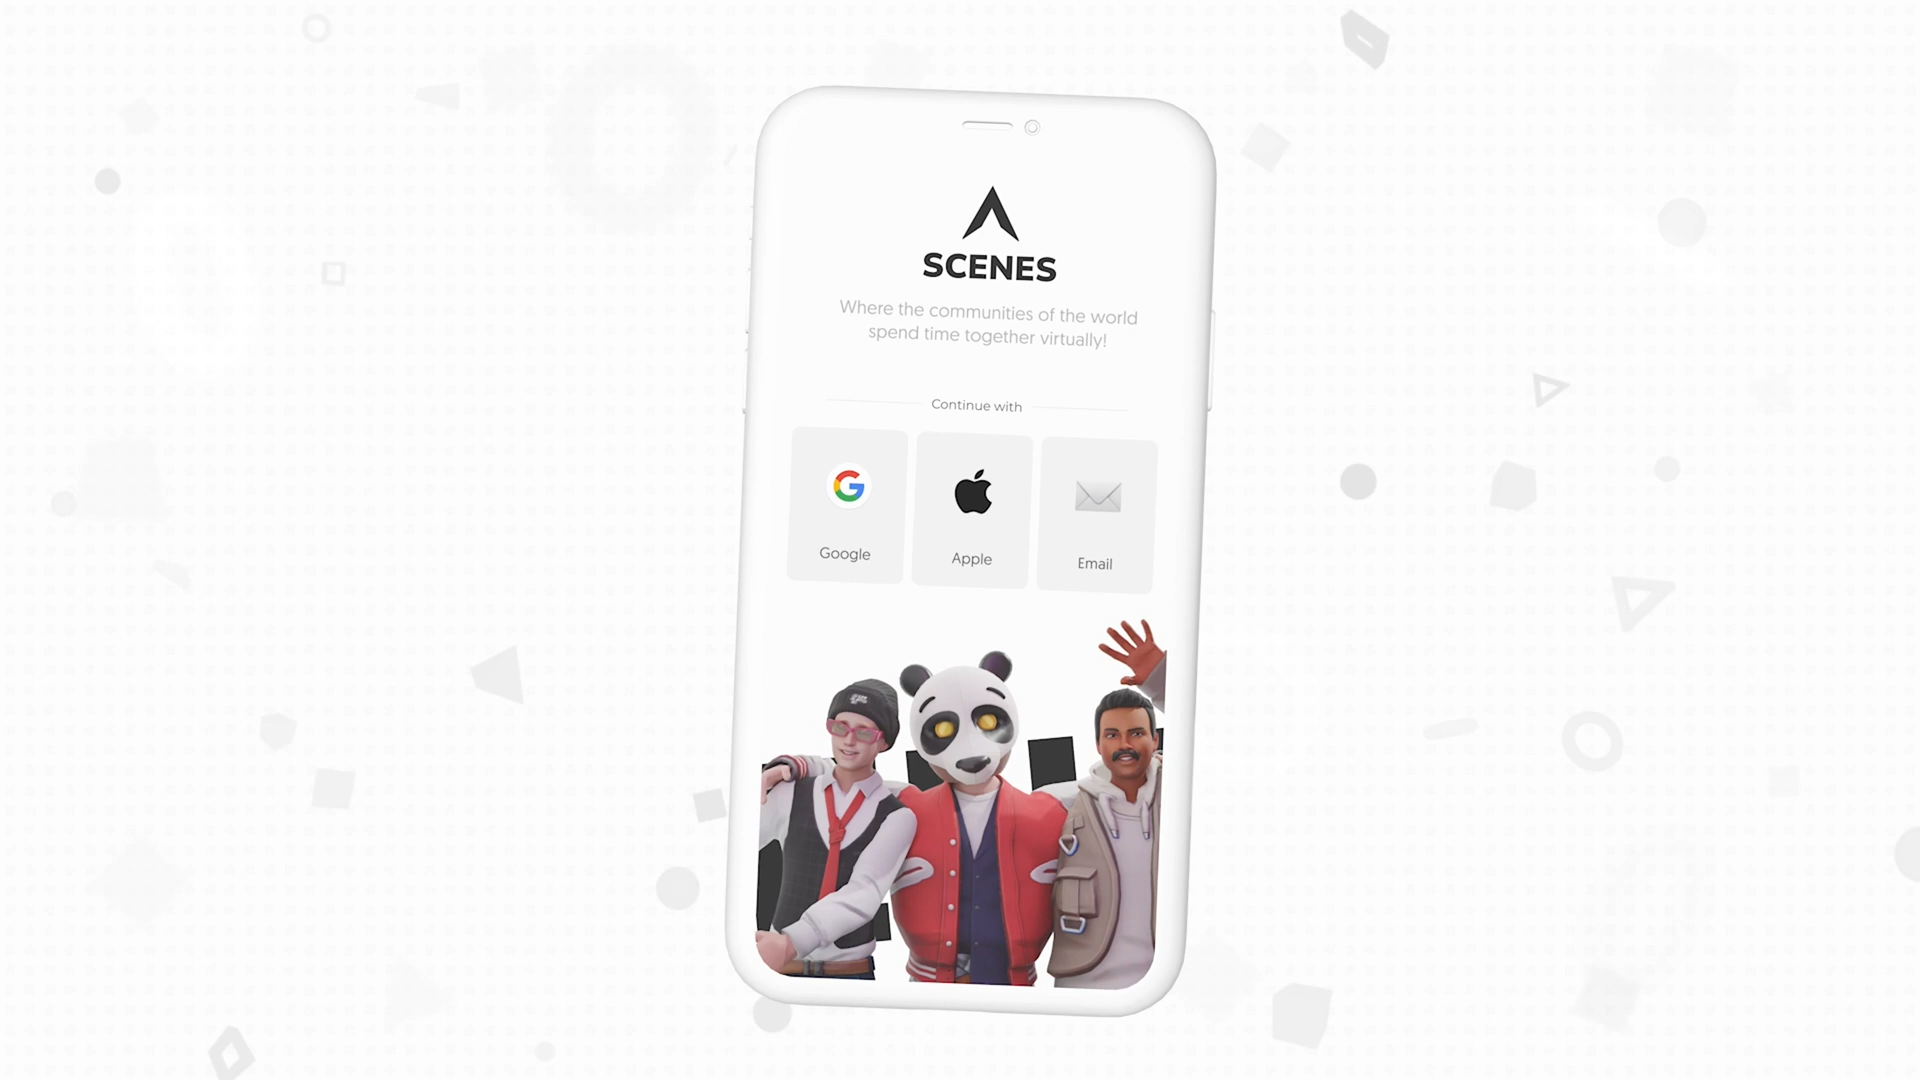 SCENES
Where the communities of the world
spend time together virtually!
Continue with
Google
Apple
Email